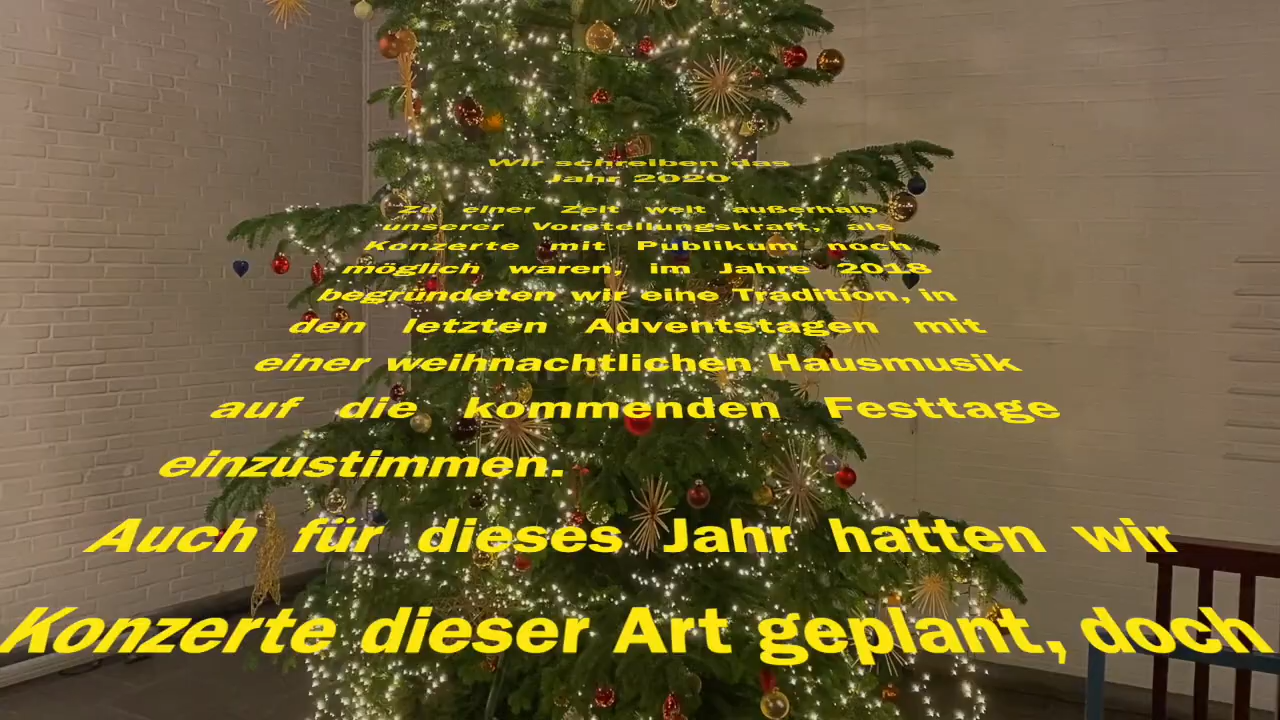 Wir schreiben das
Jahr 2020
Zu einer Zeit weit außerhalb
unserer Vorstellungskraft, als
Konzerte mit Publikum noch
möglich waren, im Jahre 2018
begründeten wir eine Tradition, in
den letzten Adventstagen mit
einer weihnachtlichen Hausmusik
auf die kommenden Festtage
einzustimmen.
Auch für dieses Jahr hatten wir
Konzerte dieser Art geplant, doch